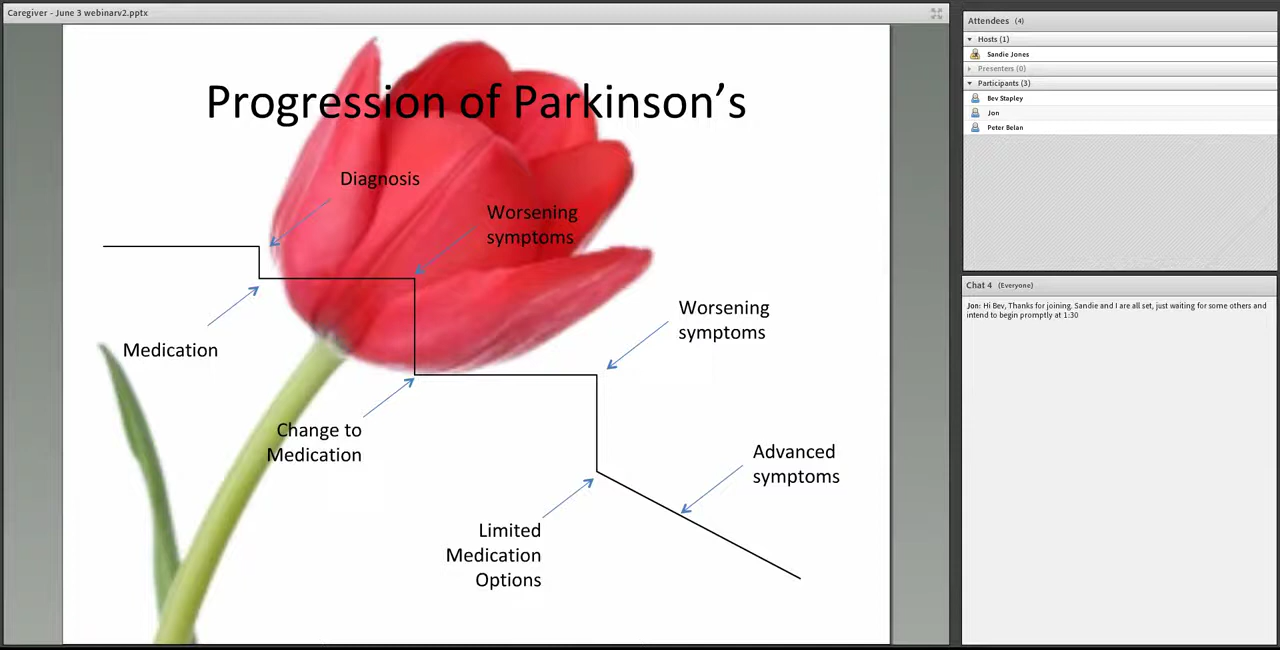 Caregiver - June 3 webinarv2.pptx
Progression of Parkinson’s
Diagnosis
Worsening
symptoms
Medication
Worsening
symptoms
Change to
Medication
Advanced
symptoms
Limited
Medication
Options
Attendees (4)
Hosts (1)
Sandie Jones
Presenters (0)
Participants (3)
Bev Stapley
Jon
Peter Belan
Chat 4 (Everyone)
Jon: Hi Bev, Thanks for joining. Sandie and I are all set, just waiting for some others and
intend to begin promptly at 1:30